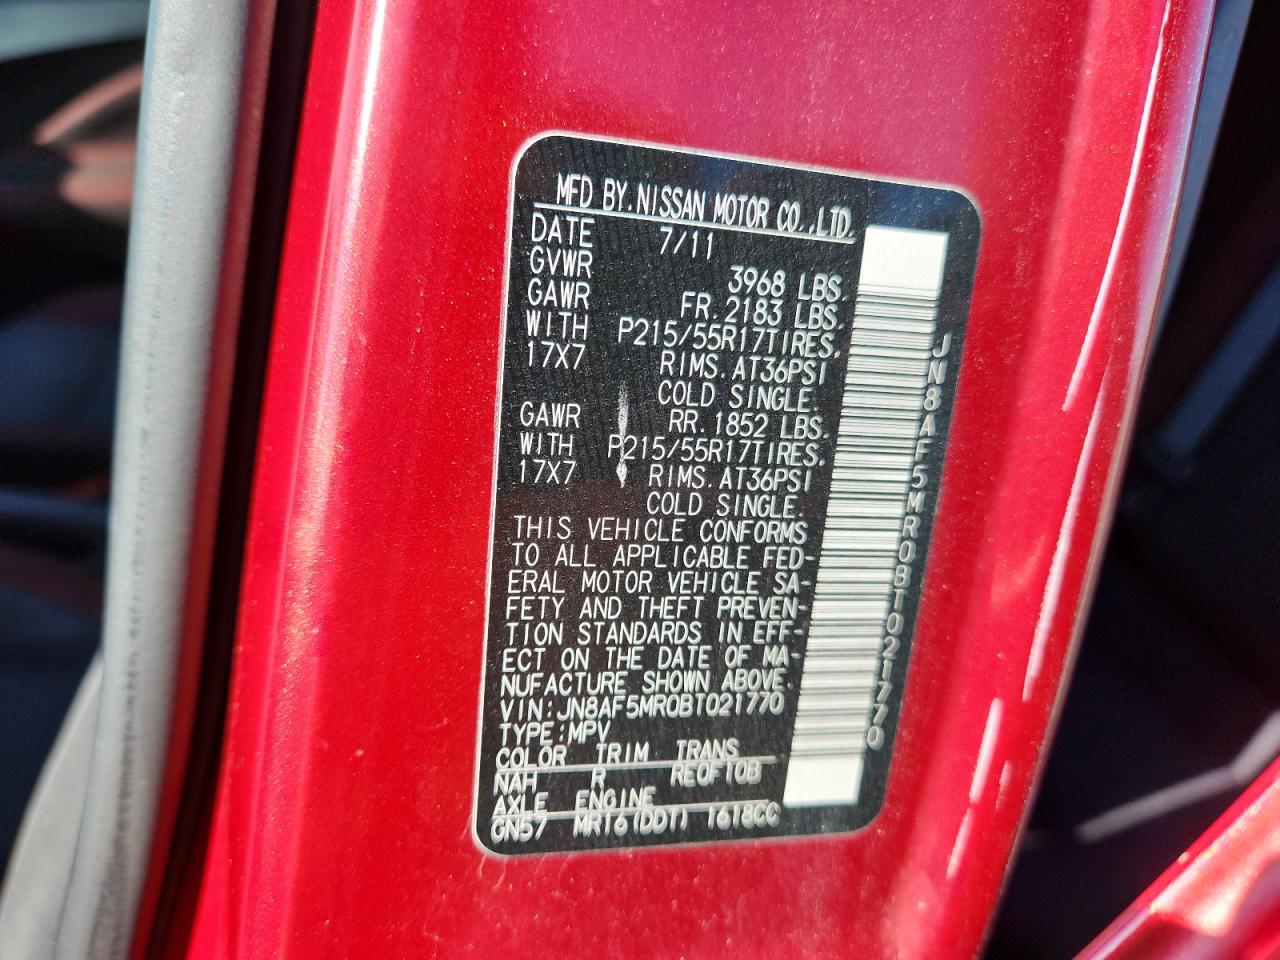 MFD BY.NISSAN MOTOR CO.,LTD.
DATE 7/11
GVWR 3968 LBS.
GAWR FR.2183 LBS.
WITH P215/55R17TIRES.
17X7 RIMS.AT36PSI
COLD SINGLE.
GAWR RR.1852 LBS.
WITH P215/55R17TIRES.
17X7 RIMS.AT36PSI
COLD SINGLE.
THIS VEHICLE CONFORMS
TO ALL APPLICABLE FED-
ERAL MOTOR VEHICLE SA-
FETY AND THEFT PREVEN-
TION STANDARDS IN EFF-
ECT ON THE DATE OF MA-
NUFACTURE SHOWN ABOVE.
VIN:JN8AF5MR0BT021770
TYPE:MPV
COLOR TRIM TRANS
NAH R RE0F10B
AXLE ENGINE
GN57 MR16(DDT) 1618CC
JN8AF5MR0BT021770